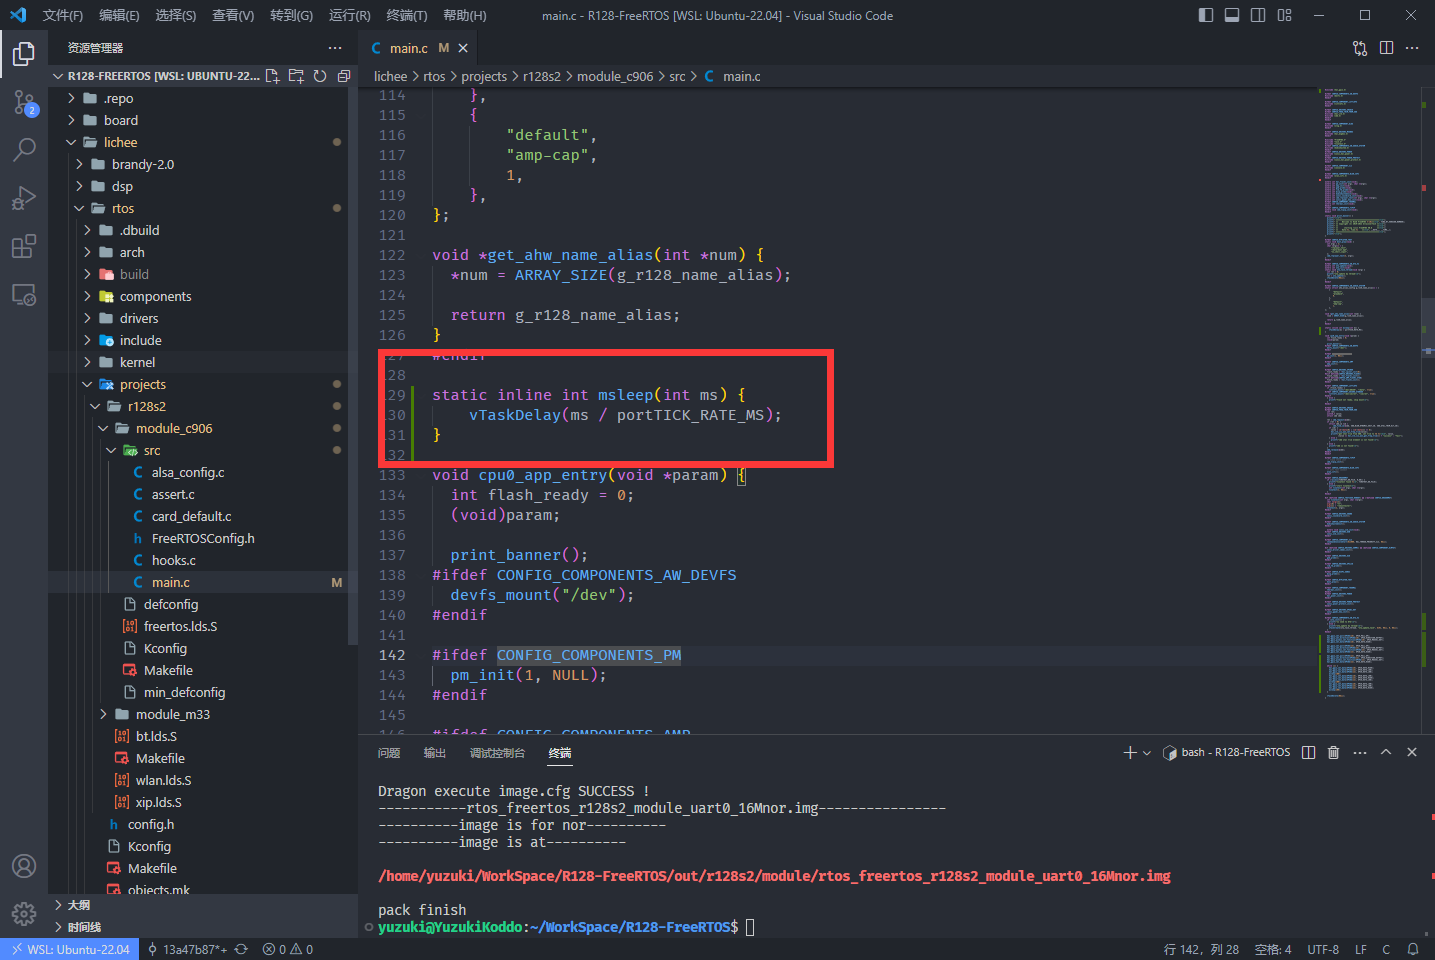 文件(F) 编辑(E) 选择(S) 查看(V) 转到(G) 运行(R) 终端(T) 帮助(H) main.c - R128-FreeRTOS [WSL: Ubuntu-22.04] - Visual Studio Code
资源管理器
R128-FREERTOS [WSL: UBUNTU-22....
.repo
board
lichee
brandy-2.0
dsp
rtos
.dbuild
arch
build
components
drivers
include
kernel
projects
r128s2
module_c906
src
alsa_config.c
assert.c
card_default.c
FreeRTOSConfig.h
hooks.c
main.c M
defconfig
freertos.lds.S
Kconfig
Makefile
min_defconfig
module_m33
bt.lds.S
Makefile
wlan.lds.S
xip.lds.S
config.h
Kconfig
Makefile
objects.mk
大纲
时间线
2
main.c M
lichee > rtos > projects > r128s2 > module_c906 > src > C main.c
114 },
115 {
116 "default",
117 "amp-cap",
118 1,
119 },
120 };
121
122 void *get_ahw_name_alias(int *num) {
123 *num = ARRAY_SIZE(g_r128_name_alias);
124
125 return g_r128_name_alias;
126 }
127 #endif
128
129 static inline int msleep(int ms) {
130 vTaskDelay(ms / portTICK_RATE_MS);
131 }
132
133 void cpu0_app_entry(void *param) {
134 int flash_ready = 0;
135 (void)param;
136
137 print_banner();
138 #ifdef CONFIG_COMPONENTS_AW_DEVFS
139 devfs_mount("/dev");
140 #endif
141
142 #ifdef CONFIG_COMPONENTS_PM
143 pm_init(1, NULL);
144 #endif
145
146 #ifdef CONFIG_COMPONENTS_AMP
问题 输出 调试控制台 终端 bash - R128-FreeRTOS
Dragon execute image.cfg SUCCESS !
-----------rtos_freertos_r128s2_module_uart0_16Mnor.img----------------
----------image is for nor----------
----------image is at----------
/home/yuzuki/WorkSpace/R128-FreeRTOS/out/r128s2/module/rtos_freertos_r128s2_module_uart0_16Mnor.img
pack finish
yuzuki@YuzukiKoddo:~/WorkSpace/R128-FreeRTOS$
WSL: Ubuntu-22.04 13a47b87*+ 0 0 行 142，列 28 空格: 4 UTF-8 LF C